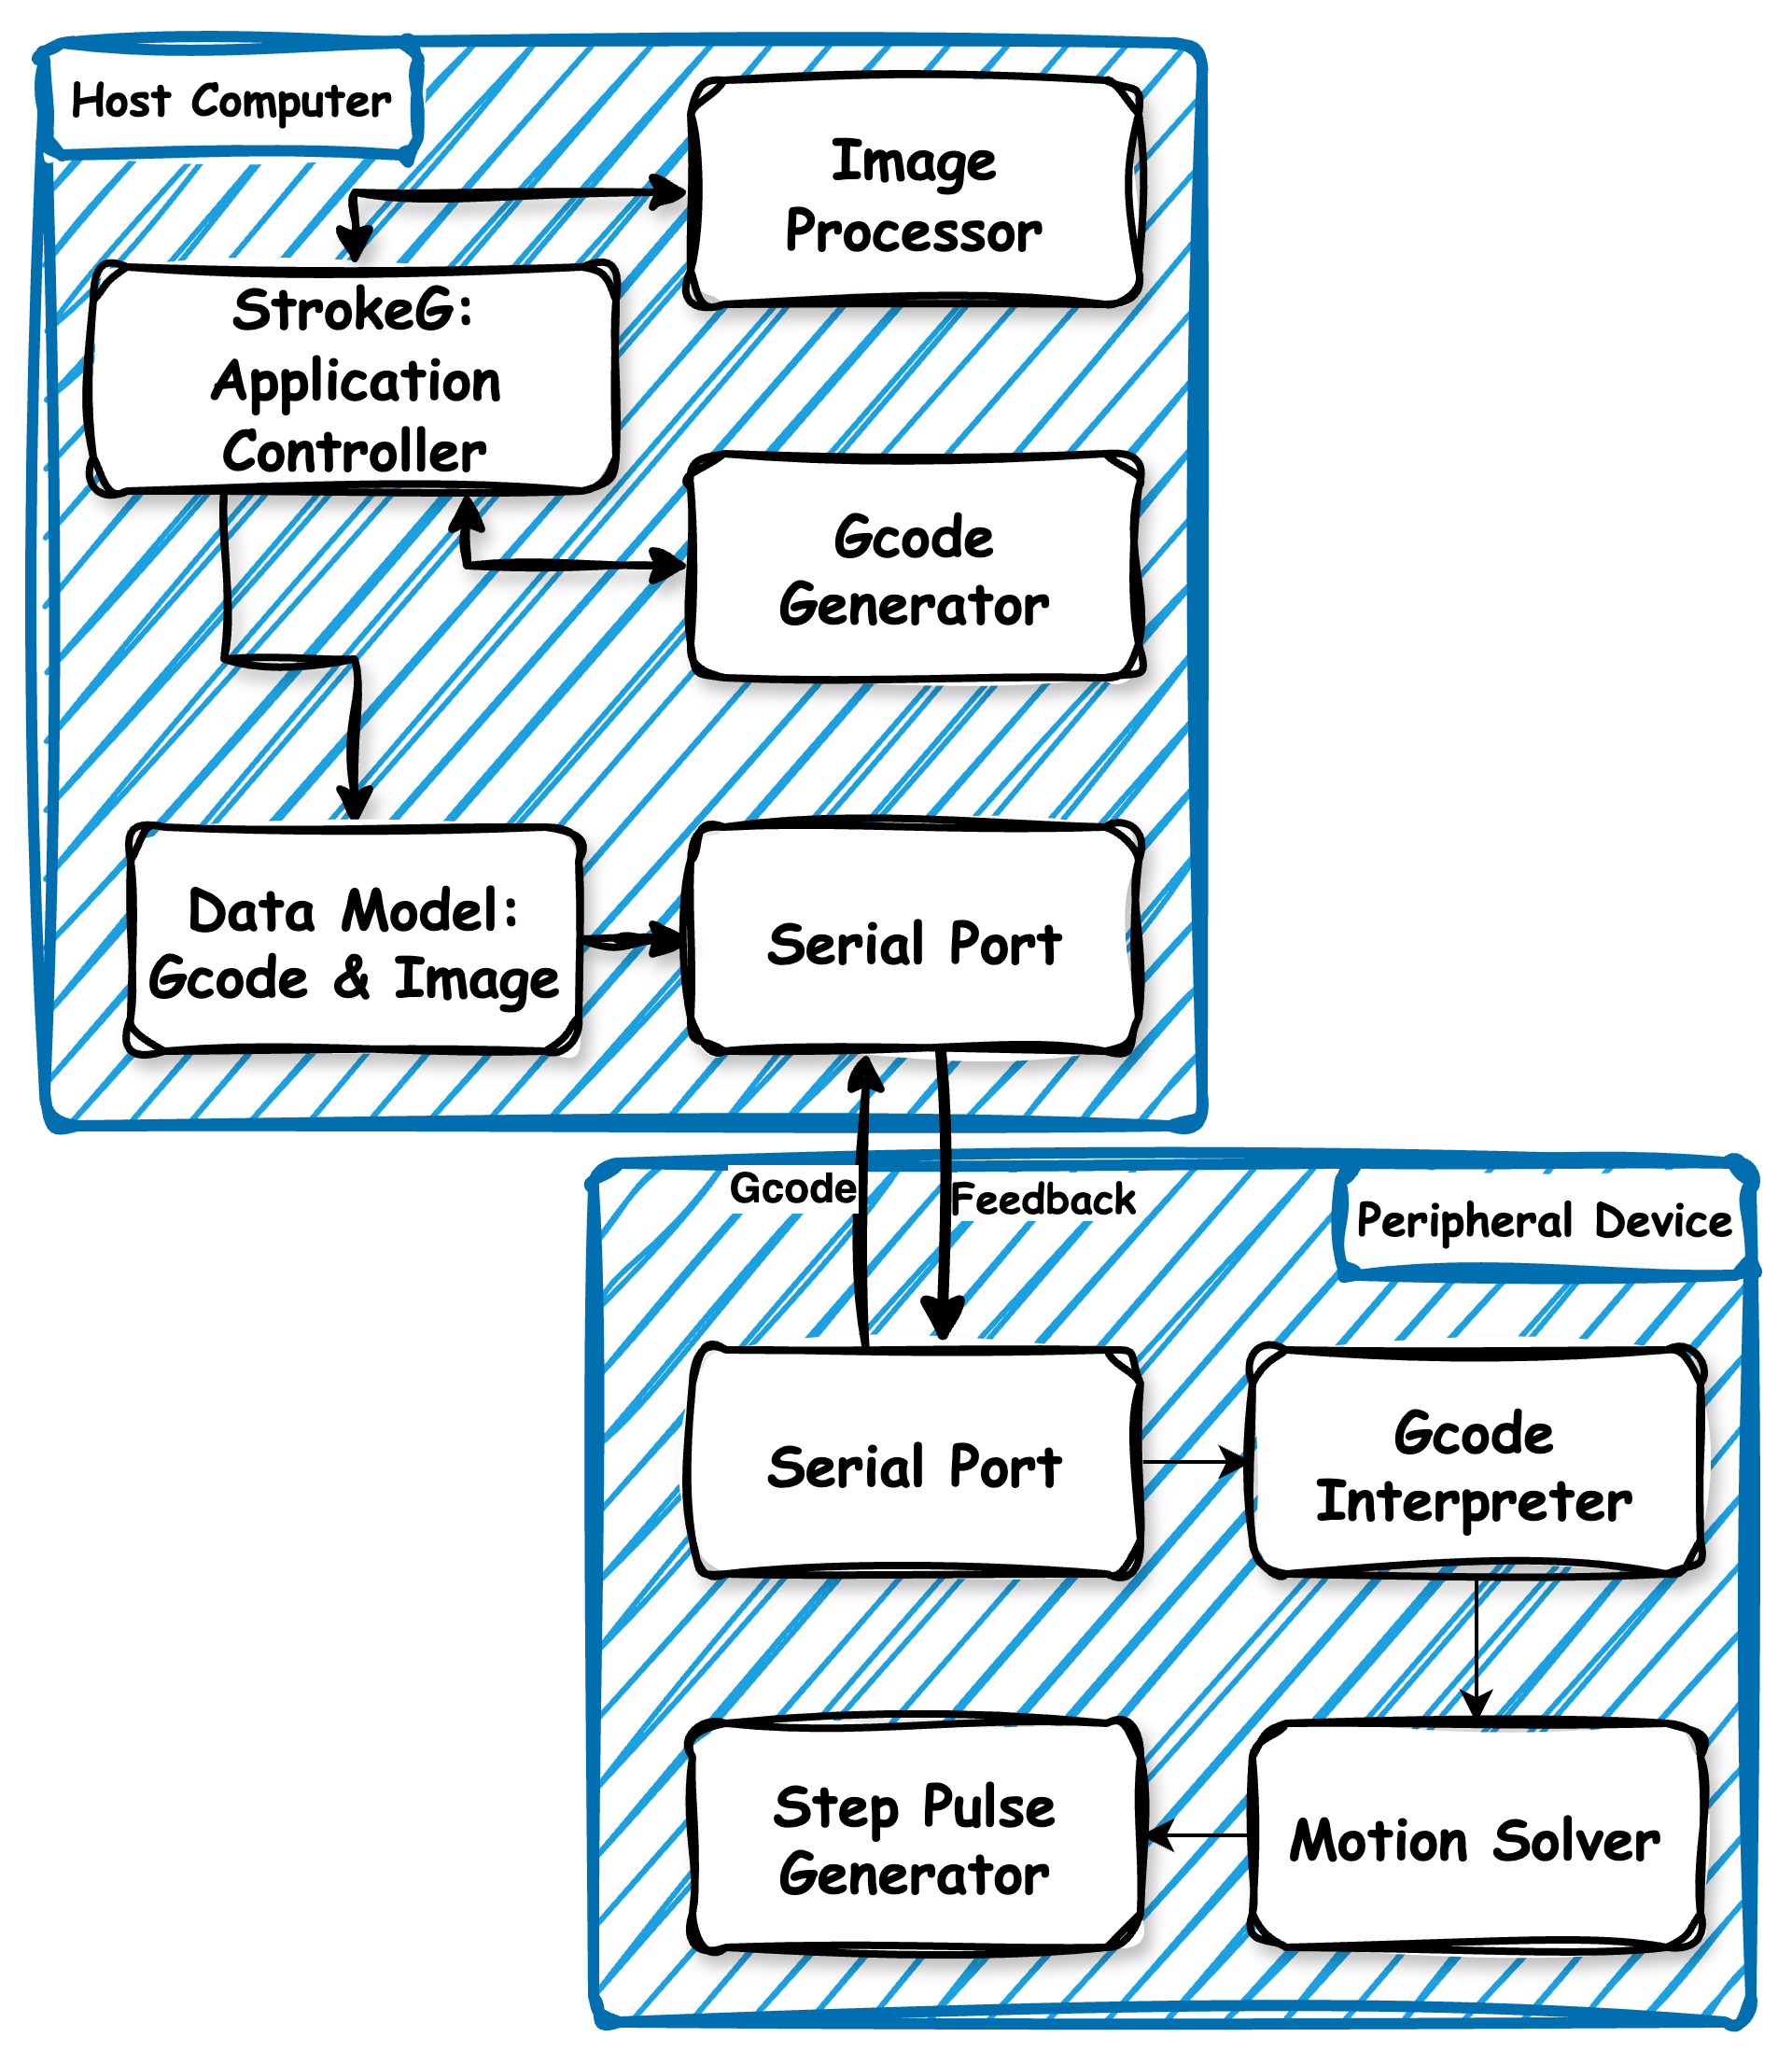 Host Computer
Image
Processor
StrokeG:
Application
Controller
Gcode
Generator
Data Model:
Gcode & Image
Serial Port
Gcode
Feedback
Peripheral Device
Serial Port
Gcode
Interpreter
Step Pulse
Generator
Motion Solver